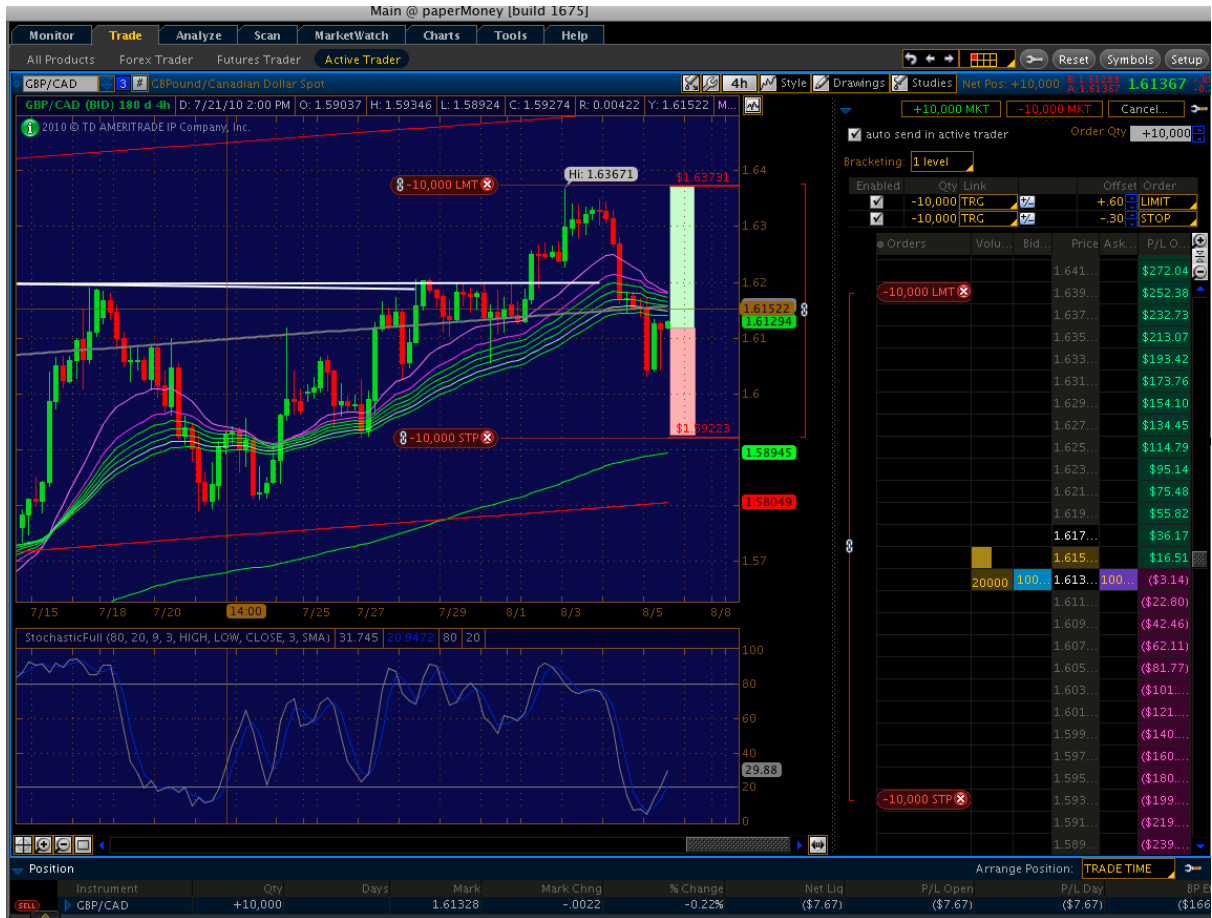 Main @ paperMoney [build 1675]
Monitor Trade Analyze Scan MarketWatch Charts Tools Help
All Products Forex Trader Futures Trader Active Trader Reset Symbols Setup
GBP/CAD 3 # GBPound/Canadian Dollar Spot 4h Style Drawings Studies Net Pos: +10,000 B: 1.61289 A: 1.61367 1.61367
GBP/CAD (BID) 180 d 4h D: 7/21/10 2:00 PM O: 1.59037 H: 1.59346 L: 1.58924 C: 1.59274 R: 0.00422 Y: 1.61522 M...
2010 © TD AMERITRADE IP Company, Inc.
+10,000 MKT -10,000 MKT Cancel...
auto send in active trader Order Qty +10,000
Bracketing: 1 level
Enabled Qty Link Offset Order
-10,000 TRG +.60 LIMIT
-10,000 TRG -.30 STOP
Orders Volu... Bid... Price Ask... P/L O...
1.641... $272.04
-10,000 LMT 1.639... $252.38
1.637... $232.73
1.635... $213.07
1.633... $193.42
1.631... $173.76
1.629... $154.10
1.627... $134.45
1.625... $114.79
1.623... $95.14
1.621... $75.48
1.619... $55.82
1.617... $36.17
1.615... $16.51
20000 100... 1.613... 100... ($3.14)
1.611... ($22.80)
1.609... ($42.46)
1.607... ($62.11)
1.605... ($81.77)
1.603... ($101....
1.601... ($121....
1.599... ($140....
1.597... ($160....
1.595... ($180....
-10,000 STP 1.593... ($199....
1.591... ($219....
1.589... ($239....
1.64
-10,000 LMT Hi: 1.63671 $1.63731
1.63
1.62
1.61522
1.61294
1.61
1.6
-10,000 STP $1.59223
1.58945
1.58049
1.57
7/15 7/18 7/20 14:00 7/25 7/27 7/29 8/1 8/3 8/5 8/8
StochasticFull (80, 20, 9, 3, HIGH, LOW, CLOSE, 3, SMA) 31.745 20.9472 80 20
100
80
60
40
29.88
20
0
Position Arrange Position: TRADE TIME
Instrument Qty Days Mark Mark Chng % Change Net Liq P/L Open P/L Day BP
SELL GBP/CAD +10,000 1.61328 -.0022 -0.22% ($7.67) ($7.67) ($7.67) ($166